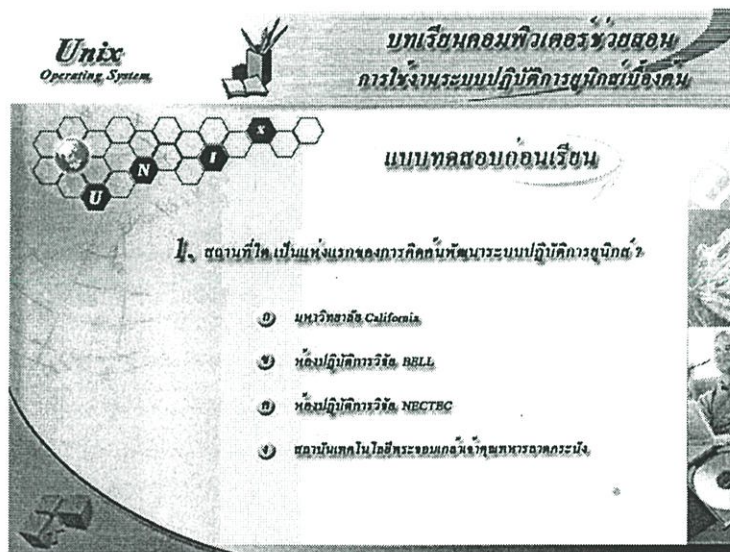 Unix
Operating System
บทเรียนคอมพิวเตอร์ช่วยสอน
การใช้งานระบบปฏิบัติการยูนิกส์เบื้องต้น
U N I X
แบบทดสอบก่อนเรียน
1. สถานที่ใด เป็นแห่งแรกของการคิดค้นพัฒนาระบบปฏิบัติการยูนิกส์ ?
ก มหาวิทยาลัย California
ข ห้องปฏิบัติการวิจัย BELL
ค ห้องปฏิบัติการวิจัย NECTEC
ง สถาบันเทคโนโลยีพระจอมเกล้าเจ้าคุณทหารลาดกระบัง